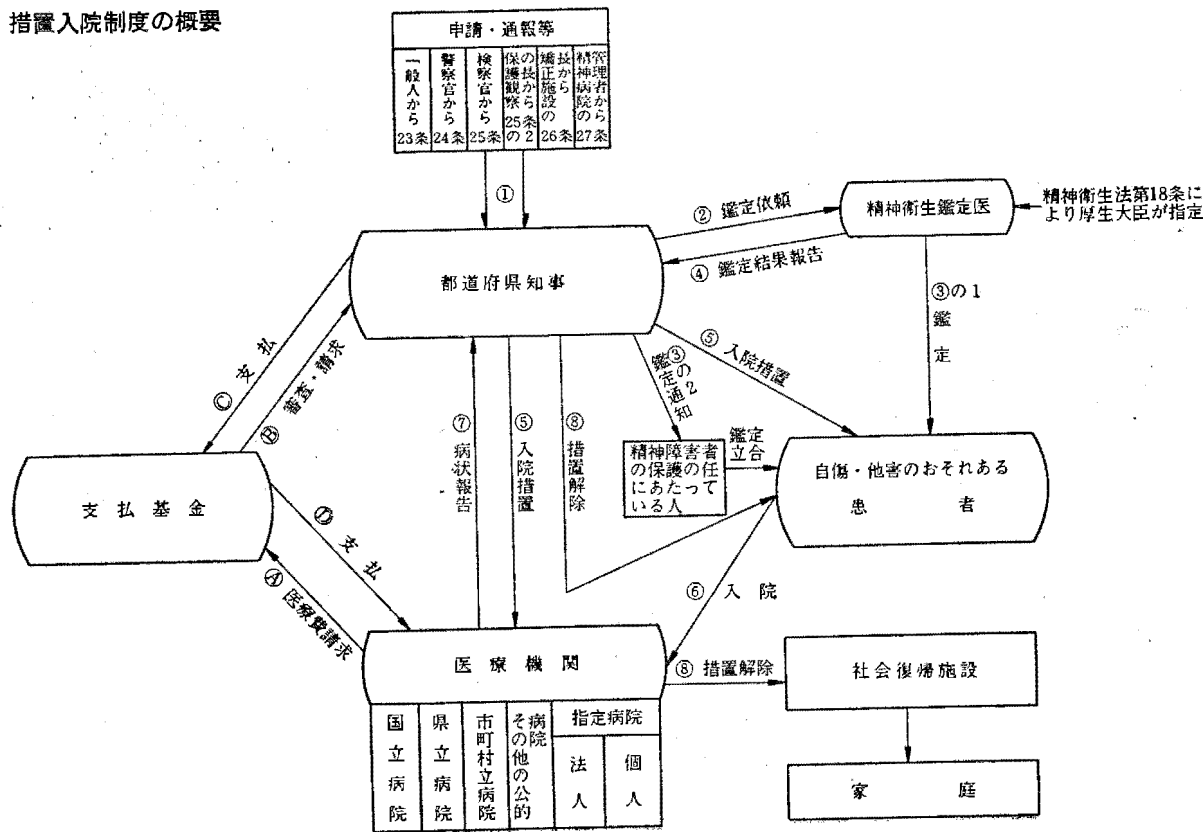 措置入院制度の概要
申請・通報等
一般人から
23条
警察官から
24条
検察官から
25条
保護観察
の長から
25の
25条2
矯正施設の
長から
26条
精神病院の
管理者から
27条
①
② 鑑定依頼
④ 鑑定結果報告
精神衛生鑑定医
精神衛生法第18条に
より厚生大臣が指定
都道府県知事
③の1
鑑定
⑤ 入院措置
③の2
鑑定の通知
Ⓒ 支払
Ⓑ 審査・請求
⑦ 病状報告
⑤ 入院措置
⑧ 措置解除
精神障害者
の保護の任
にあたって
いる人
鑑定
立合
自傷・他害のおそれある
患者
支払基金
Ⓓ 支払
Ⓐ 医療費請求
⑥ 入院
医療機関
⑧ 措置解除
社会復帰施設
国立病院
県立病院
市町村立病院
その他の公的
病院
指定病院
法人
個人
家庭